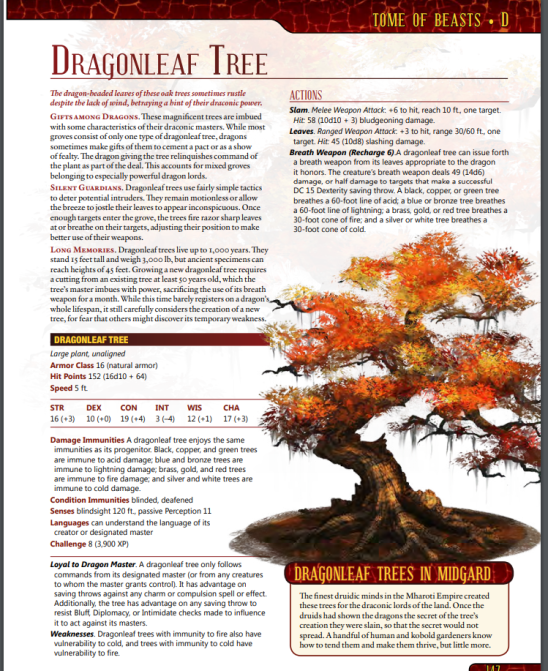 TOME OF BEASTS • D
DRAGONLEAF TREE
The dragon-headed leaves of these oak trees sometimes rustle
despite the lack of wind, betraying a hint of their draconic power.
GIFTS AMONG DRAGONS. These magnificent trees are imbued
with some characteristics of their draconic masters. While most
groves consist of only one type of dragonleaf tree, dragons
sometimes make gifts of them to cement a pact or as a show
of fealty. The dragon giving the tree relinquishes command of
the plant as part of the deal. This accounts for mixed groves
belonging to especially powerful dragon lords.
SILENT GUARDIANS. Dragonleaf trees use fairly simple tactics
to deter potential intruders. They remain motionless or allow
the breeze to jostle their leaves to appear inconspicuous. Once
enough targets enter the grove, the trees fire razor sharp leaves
at or breathe on their targets, adjusting their position to make
better use of their weapons.
LONG MEMORIES. Dragonleaf trees live up to 1,000 years. They
stand 15 feet tall and weigh 3,000 lb, but ancient specimens can
reach heights of 45 feet. Growing a new dragonleaf tree requires
a cutting from an existing tree at least 50 years old, which the
tree's master imbues with power, sacrificing the use of its breath
weapon for a month. While this time barely registers on a dragon's
whole lifespan, it still carefully considers the creation of a new
tree, for fear that others might discover its temporary weakness.
DRAGONLEAF TREE
Large plant, unaligned
Armor Class 16 (natural armor)
Hit Points 152 (16d10 + 64)
Speed 5 ft.
STR DEX CON INT WIS CHA
16 (+3) 10 (+0) 19 (+4) 3 (–4) 12 (+1) 17 (+3)
Damage Immunities A dragonleaf tree enjoys the same
immunities as its progenitor. Black, copper, and green trees
are immune to acid damage; blue and bronze trees are
immune to lightning damage; brass, gold, and red trees
are immune to fire damage; and silver and white trees are
immune to cold damage.
Condition Immunities blinded, deafened
Senses blindsight 120 ft., passive Perception 11
Languages can understand the language of its
creator or designated master
Challenge 8 (3,900 XP)
Loyal to Dragon Master. A dragonleaf tree only follows
commands from its designated master (or from any creatures
to whom the master grants control). It has advantage on
saving throws against any charm or compulsion spell or effect.
Additionally, the tree has advantage on any saving throw to
resist Bluff, Diplomacy, or Intimidate checks made to influence
it to act against its masters.
Weaknesses. Dragonleaf trees with immunity to fire also have
vulnerability to cold, and trees with immunity to cold have
vulnerability to fire.
ACTIONS
Slam. Melee Weapon Attack: +6 to hit, reach 10 ft., one target.
Hit: 58 (10d10 + 3) bludgeoning damage.
Leaves. Ranged Weapon Attack: +3 to hit, range 30/60 ft., one
target. Hit: 45 (10d8) slashing damage.
Breath Weapon (Recharge 6) A dragonleaf tree can issue forth
a breath weapon from its leaves appropriate to the dragon
it honors. The creature's breath weapon deals 49 (14d6)
damage, or half damage to targets that make a successful
DC 15 Dexterity saving throw. A black, copper, or green tree
breathes a 60-foot line of acid; a blue or bronze tree breathes
a 60-foot line of lightning; a brass, gold, or red tree breathes a
30-foot cone of fire; and a silver or white tree breathes a
30-foot cone of cold.
DRAGONLEAF TREES IN MIDGARD
The finest druidic minds in the Mharoti Empire created
these trees for the draconic lords of the land. Once the
druids had shown the dragons the secret of the tree's
creation they were slain, so that the secret would not
spread. A handful of human and kobold gardeners know
how to tend them and make them thrive, but little more.
147